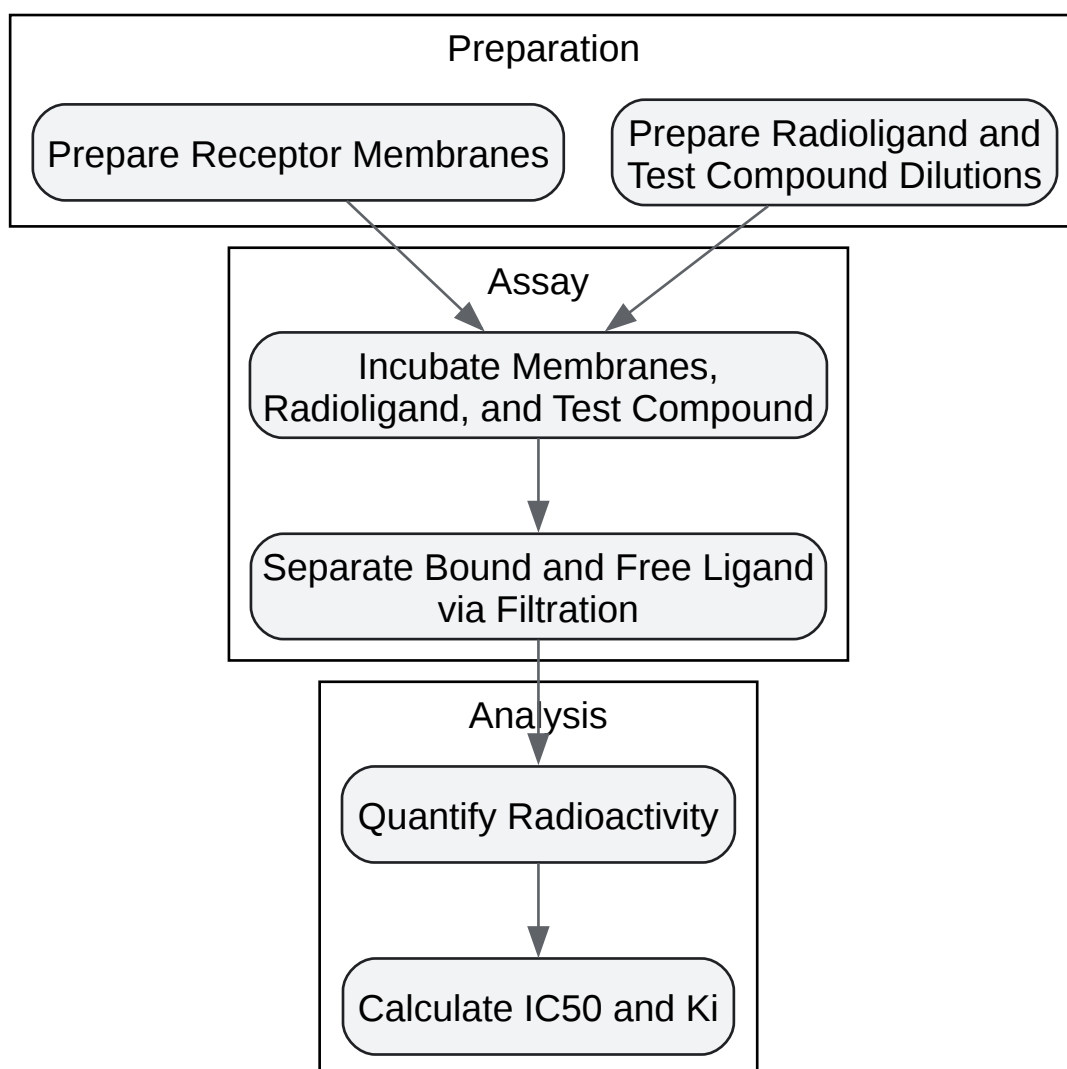 Preparation
Prepare Receptor Membranes
Prepare Radioligand and
Test Compound Dilutions
Assay
Incubate Membranes,
Radioligand, and Test Compound
Separate Bound and Free Ligand
via Filtration
Analysis
Quantify Radioactivity
Calculate IC50 and Ki